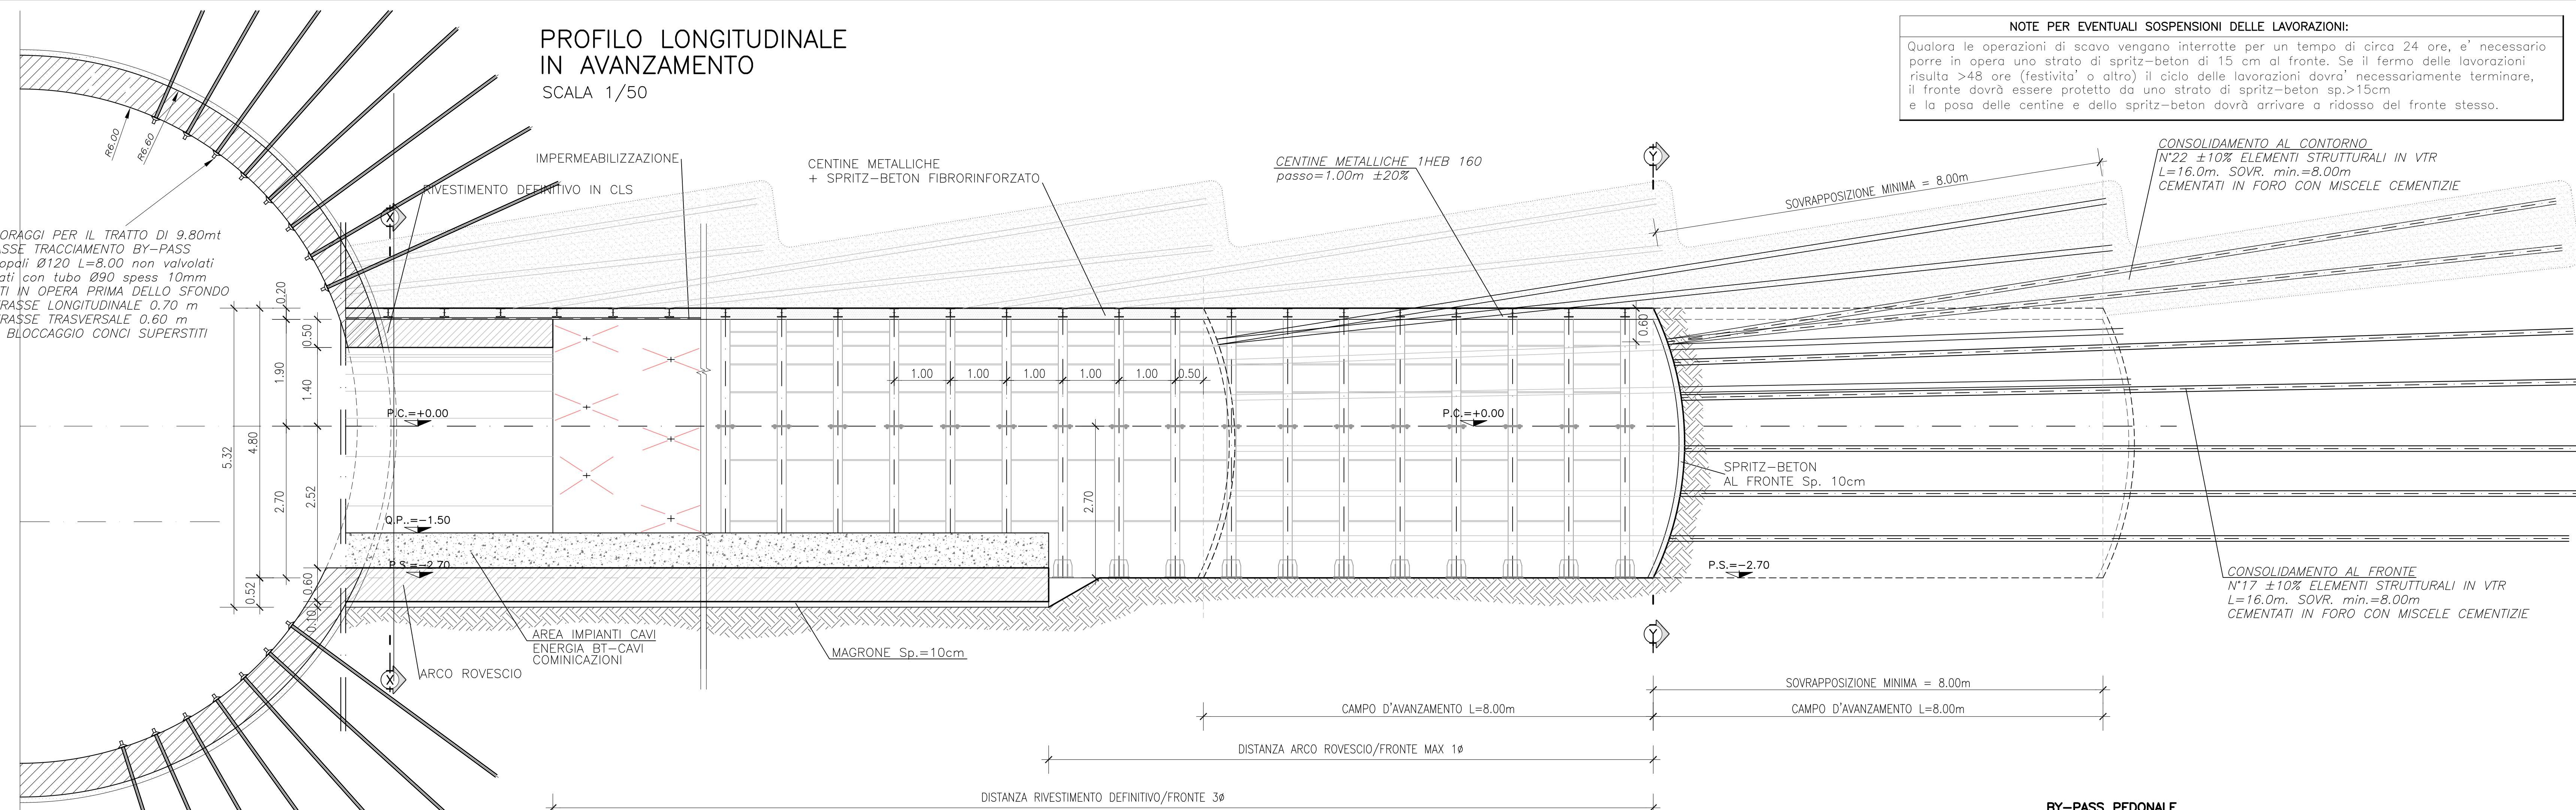 PROFILO LONGITUDINALE
IN AVANZAMENTO
SCALA 1/50
NOTE PER EVENTUALI SOSPENSIONI DELLE LAVORAZIONI:
Qualora le operazioni di scavo vengano interrotte per un tempo di circa 24 ore, e' necessario
porre in opera uno strato di spritz-beton di 15 cm al fronte. Se il fermo delle lavorazioni
risulta >48 ore (festivita' o altro) il ciclo delle lavorazioni dovra' necessariamente terminare,
il fronte dovrà essere protetto da uno strato di spritz-beton sp.>15cm
e la posa delle centine e dello spritz-beton dovrà arrivare a ridosso del fronte stesso.
R6.00
R6.60
IMPERMEABILIZZAZIONE
RIVESTIMENTO DEFINITIVO IN CLS
CENTINE METALLICHE
+ SPRITZ-BETON FIBRORINFORZATO
CENTINE METALLICHE 1HEB 160
passo=1.00m ±20%
SOVRAPPOSIZIONE MINIMA = 8.00m
CONSOLIDAMENTO AL CONTORNO
N°22 ±10% ELEMENTI STRUTTURALI IN VTR
L=16.0m. SOVR. min.=8.00m
CEMENTATI IN FORO CON MISCELE CEMENTIZIE
X
Y
ORAGGI PER IL TRATTO DI 9.80mt
ASSE TRACCIAMENTO BY-PASS
opali Ø120 L=8.00 non valvolati
ati con tubo Ø90 spess 10mm
TI IN OPERA PRIMA DELLO SFONDO
RASSE LONGITUDINALE 0.70 m
RASSE TRASVERSALE 0.60 m
BLOCCAGGIO CONCI SUPERSTITI
0.20
0.50
1.90
1.40
5.32
4.80
2.70
2.52
0.52
0.60
0.10
P.C.=+0.00
Q.P..=-1.50
P.S.=-2.70
1.00
1.00
1.00
1.00
1.00
0.50
2.70
0.60
P.C.=+0.00
SPRITZ-BETON
AL FRONTE Sp. 10cm
P.S.=-2.70
CONSOLIDAMENTO AL FRONTE
N°17 ±10% ELEMENTI STRUTTURALI IN VTR
L=16.0m. SOVR. min.=8.00m
CEMENTATI IN FORO CON MISCELE CEMENTIZIE
AREA IMPIANTI CAVI
ENERGIA BT-CAVI
COMINICAZIONI
MAGRONE Sp.=10cm
ARCO ROVESCIO
X
Y
SOVRAPPOSIZIONE MINIMA = 8.00m
CAMPO D'AVANZAMENTO L=8.00m
CAMPO D'AVANZAMENTO L=8.00m
DISTANZA ARCO ROVESCIO/FRONTE MAX 1ø
DISTANZA RIVESTIMENTO DEFINITIVO/FRONTE 3ø
BY-PASS PEDONALE